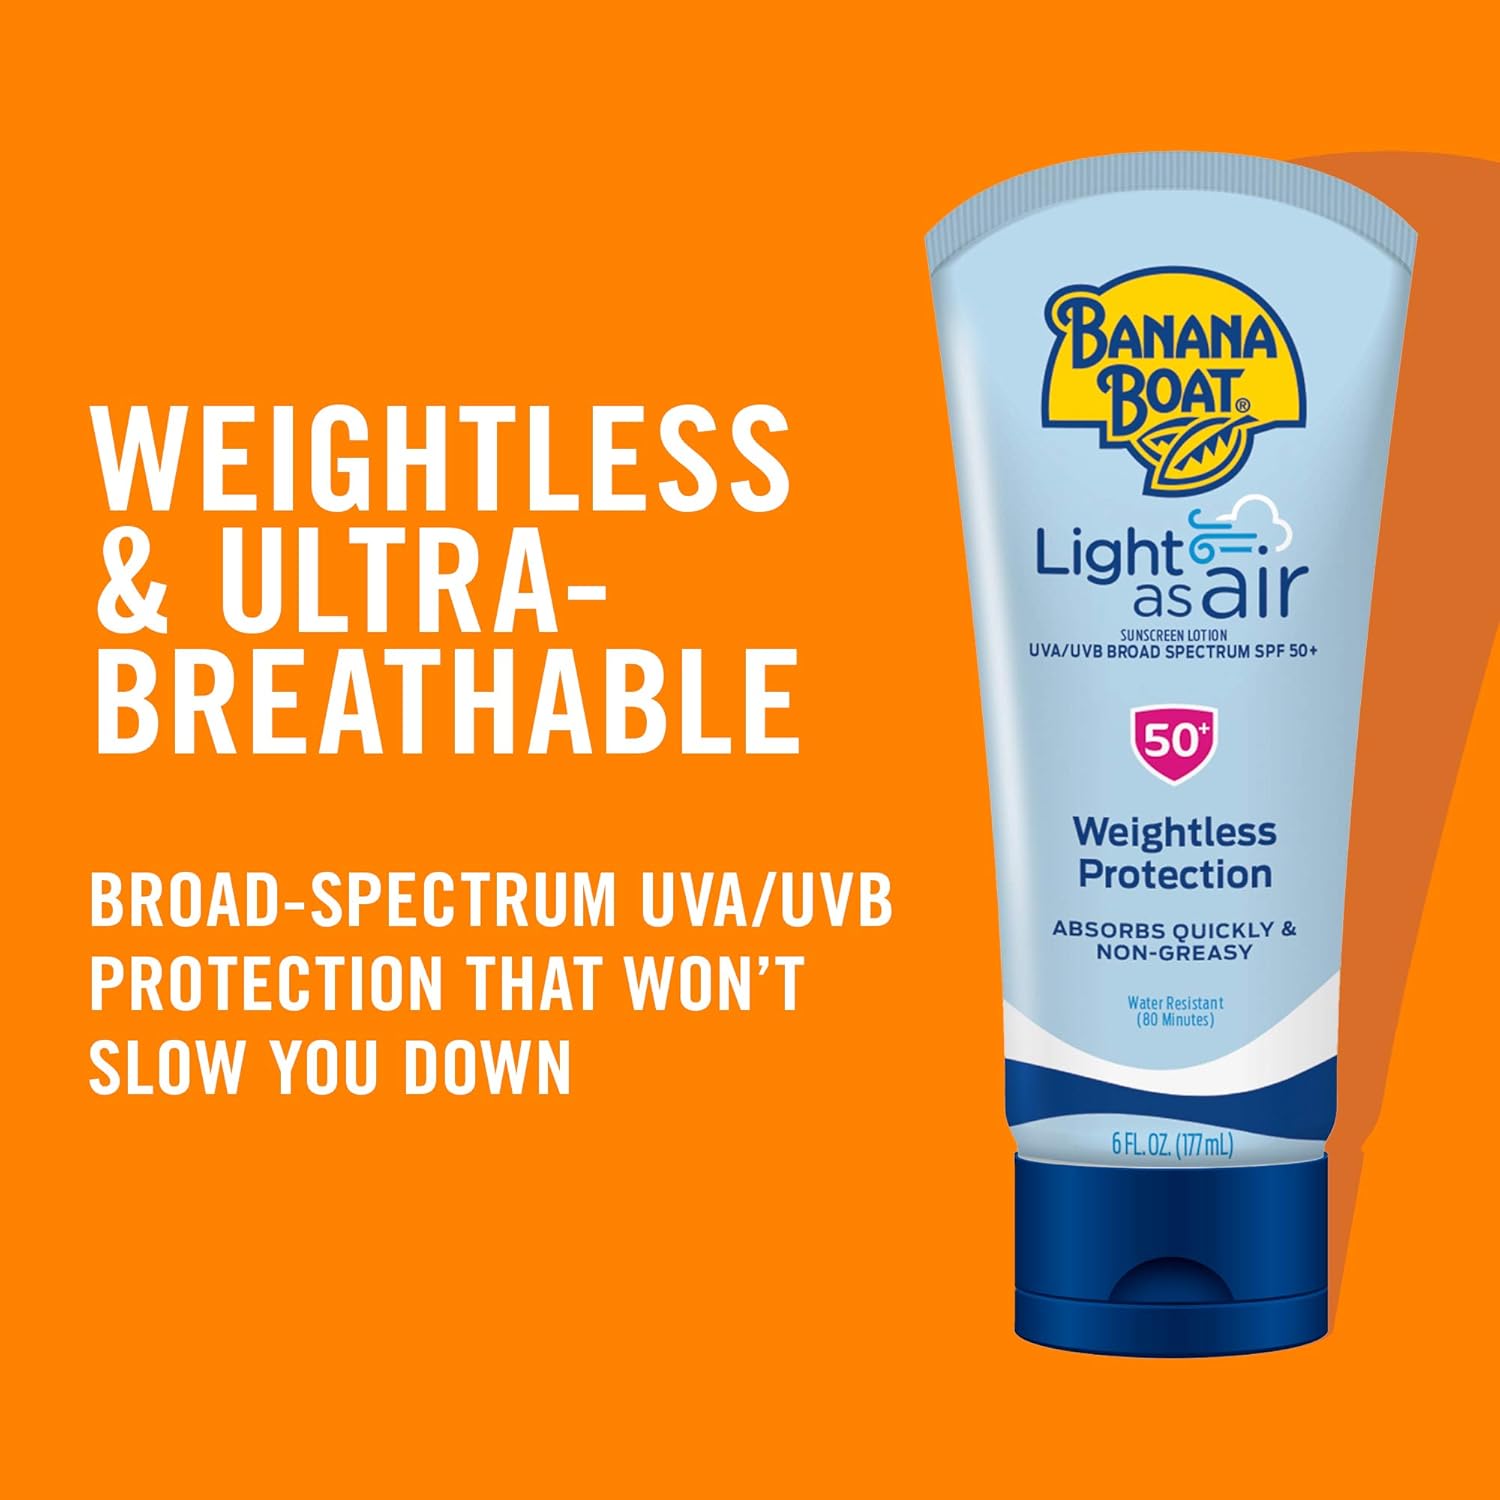 WEIGHTLESS
& ULTRA-
BREATHABLE
BROAD-SPECTRUM UVA/UVB
PROTECTION THAT WON'T
SLOW YOU DOWN
BANANA
BOAT®
Light
as air
SUNSCREEN LOTION
UVA/UVB BROAD SPECTRUM SPF 50+
50+
Weightless
Protection
ABSORBS QUICKLY &
NON-GREASY
Water Resistant
(80 Minutes)
6 FL. OZ. (177mL)